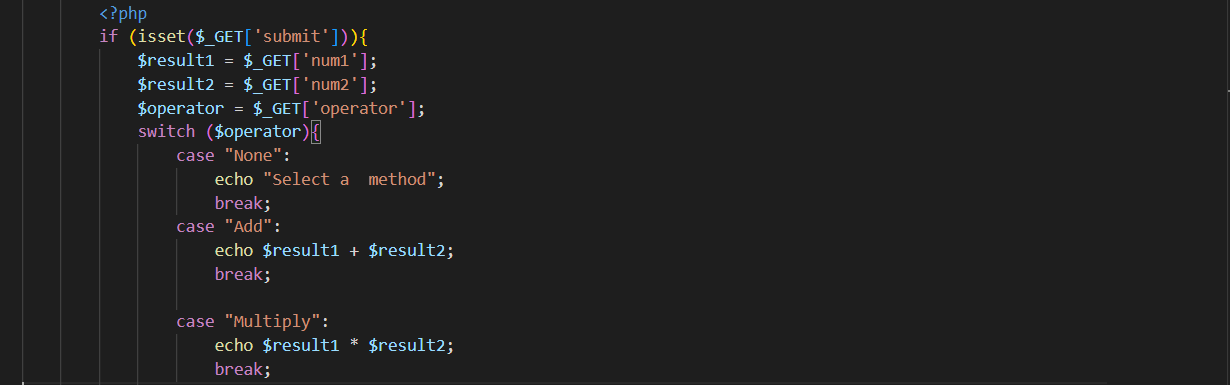 <?php
if (isset($_GET['submit'])){
$result1 = $_GET['num1'];
$result2 = $_GET['num2'];
$operator = $_GET['operator'];
switch ($operator){
case "None":
echo "Select a  method";
break;
case "Add":
echo $result1 + $result2;
break;
case "Multiply":
echo $result1 * $result2;
break;